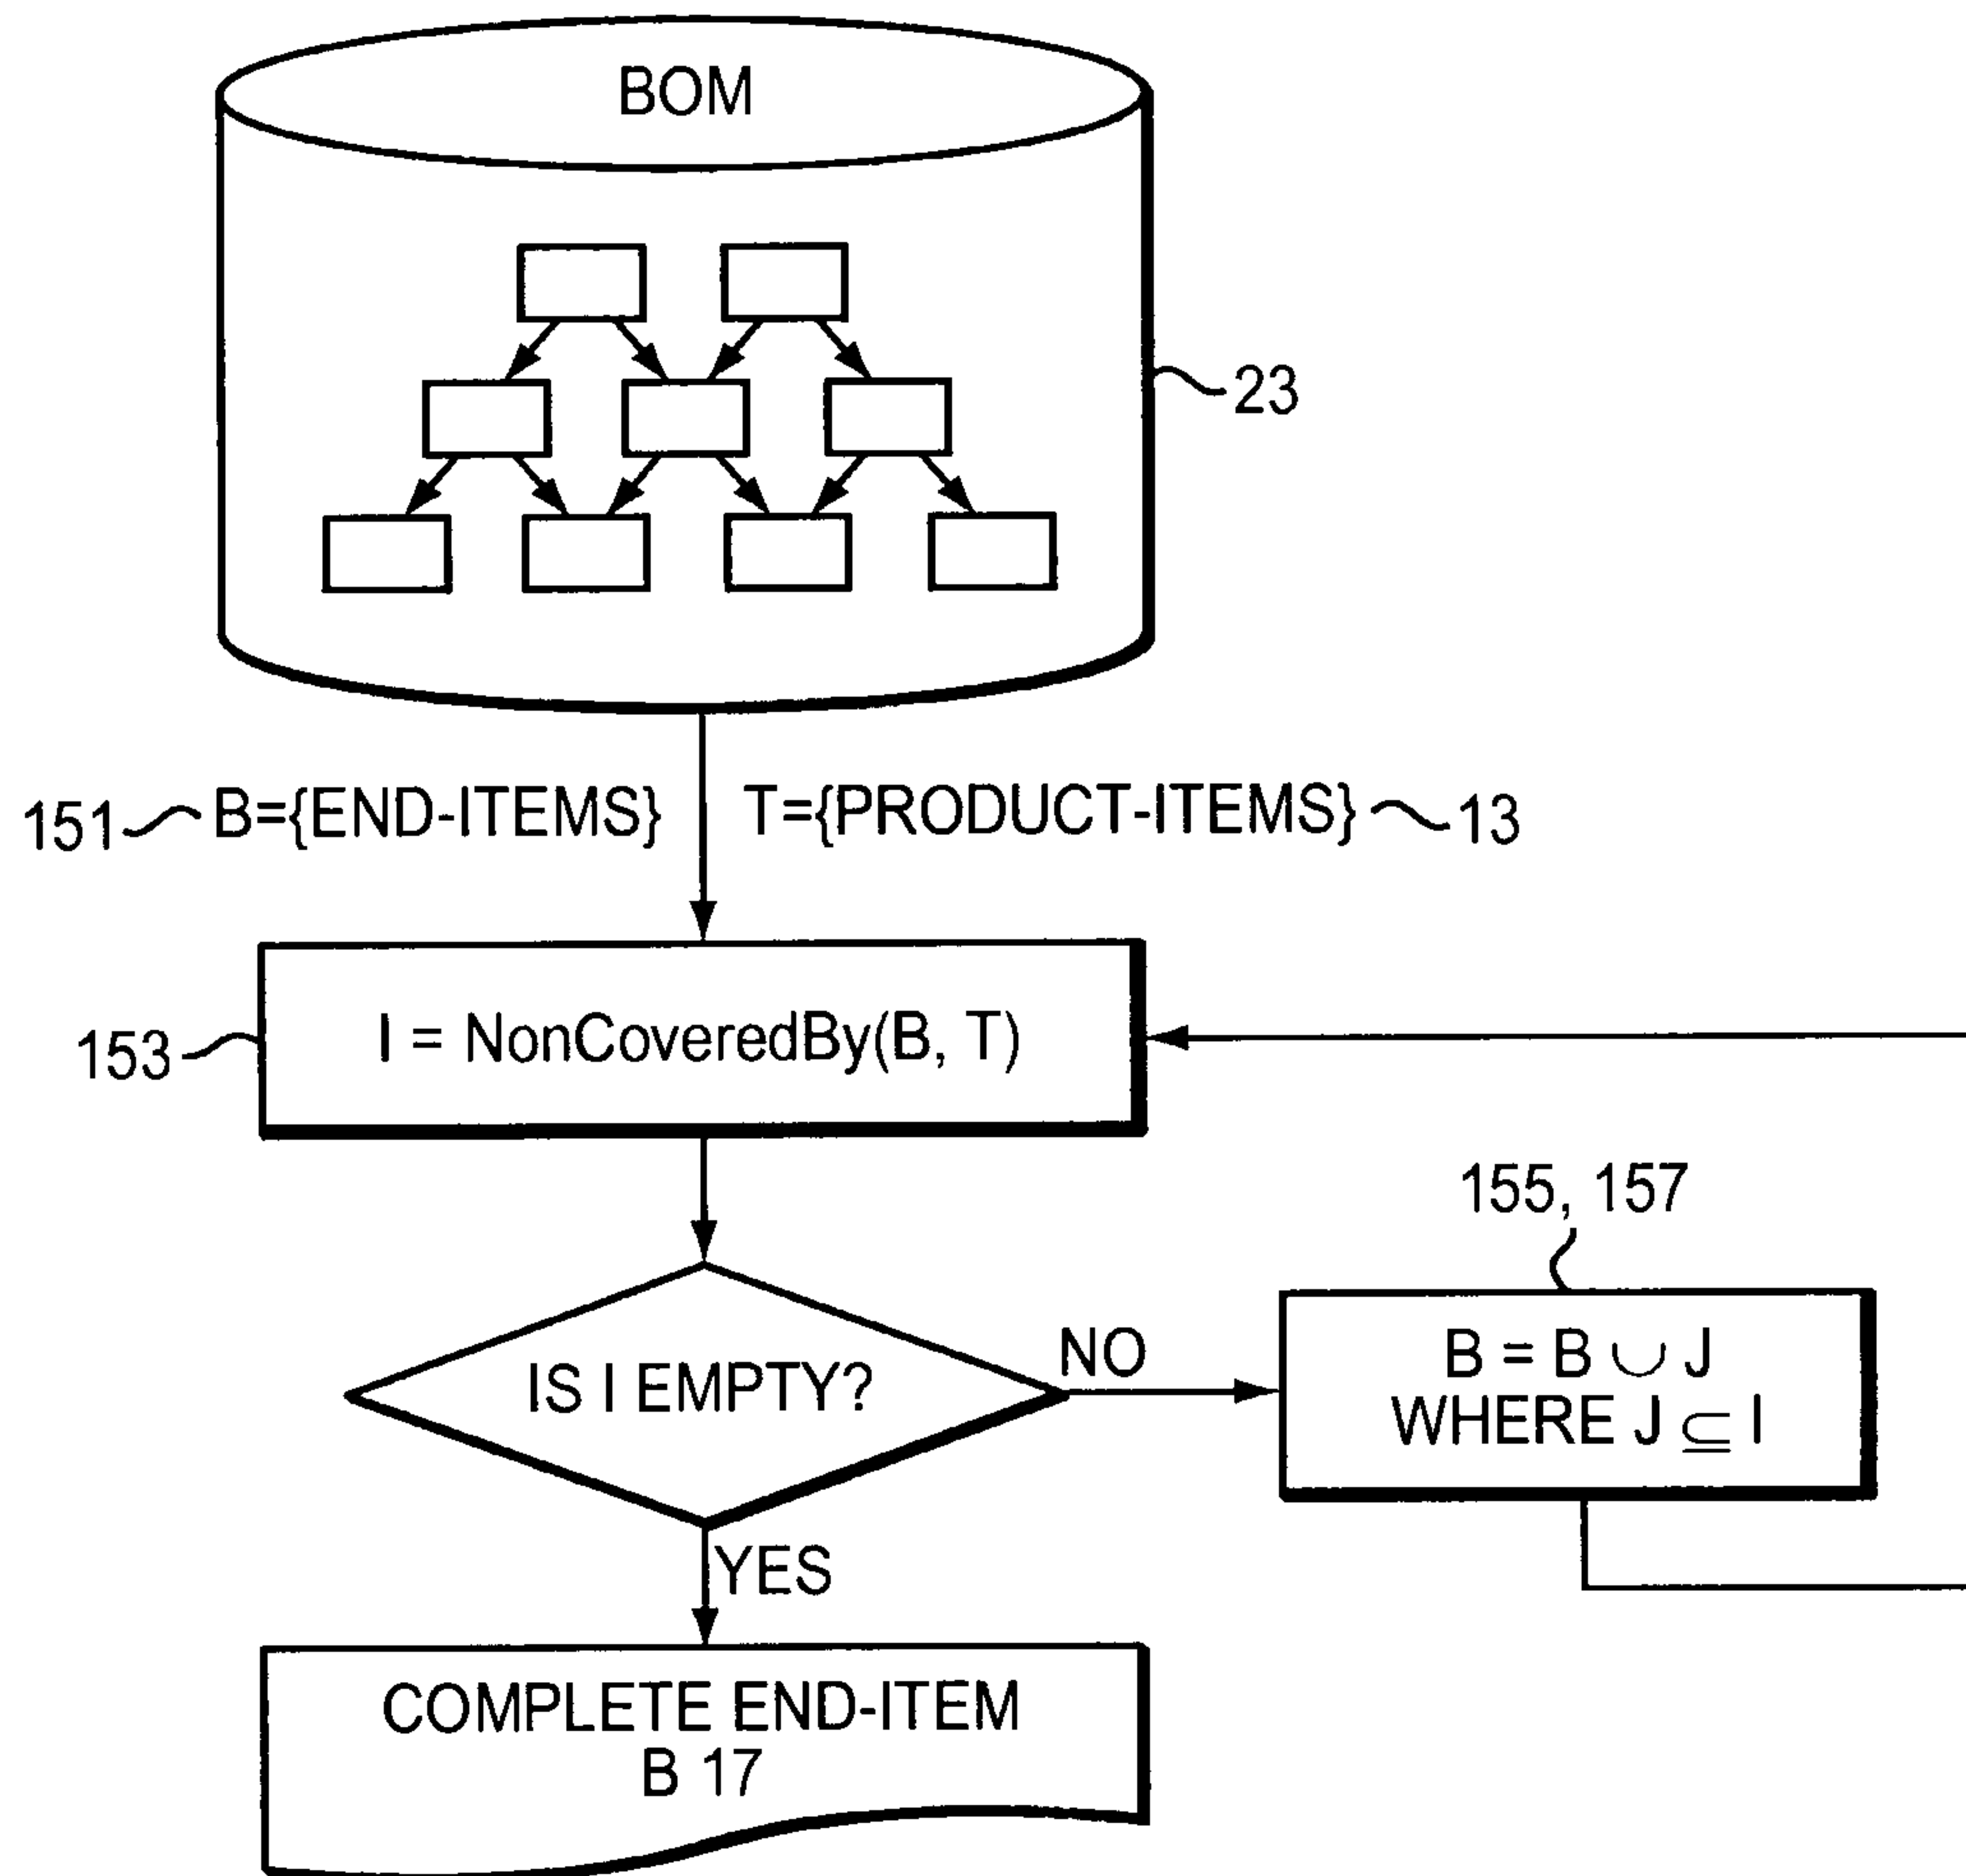 BOM
23
151
B={END-ITEMS}
T={PRODUCT-ITEMS}
13
153
I = NonCoveredBy(B, T)
155, 157
IS I EMPTY?
NO
B = B ∪ J
WHERE J ⊆ I
YES
COMPLETE END-ITEM
B 17